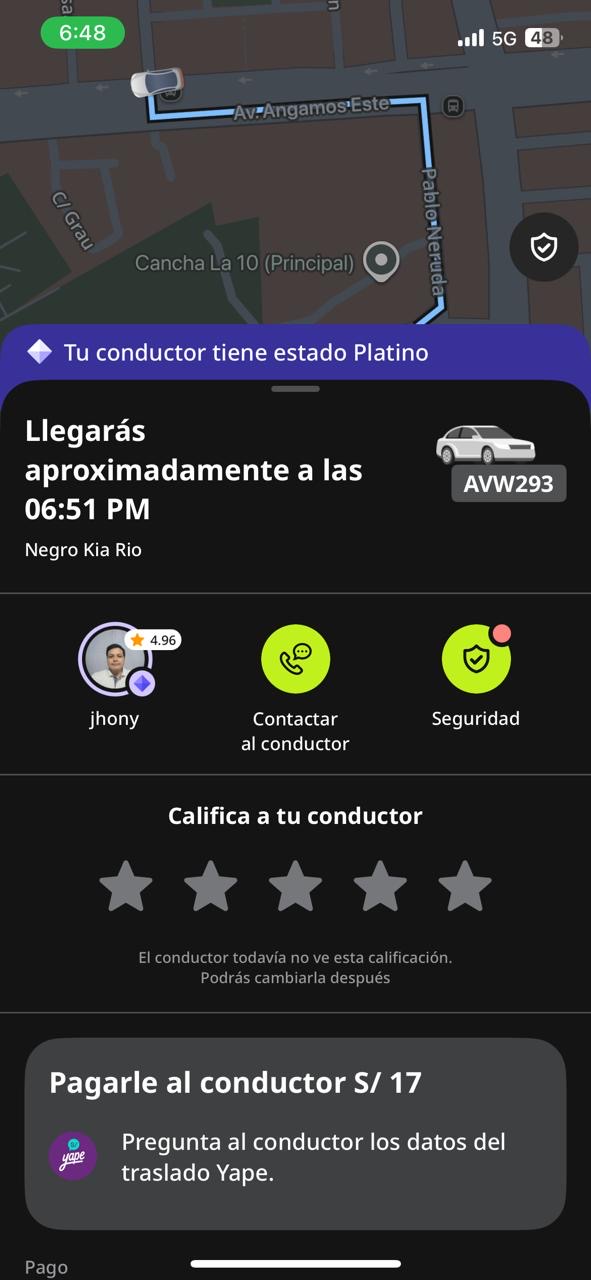 6:48
5G
48
Av. Angamos Este
C/ Grau
Pablo Neruda
Cancha La 10 (Principal)
Tu conductor tiene estado Platino
Llegarás
aproximadamente a las
06:51 PM
AVW293
Negro Kia Rio
4.96
jhony
Contactar
al conductor
Seguridad
Califica a tu conductor
El conductor todavía no ve esta calificación.
Podrás cambiarla después
Pagarle al conductor S/ 17
S/
yape
Pregunta al conductor los datos del
traslado Yape.
Pago